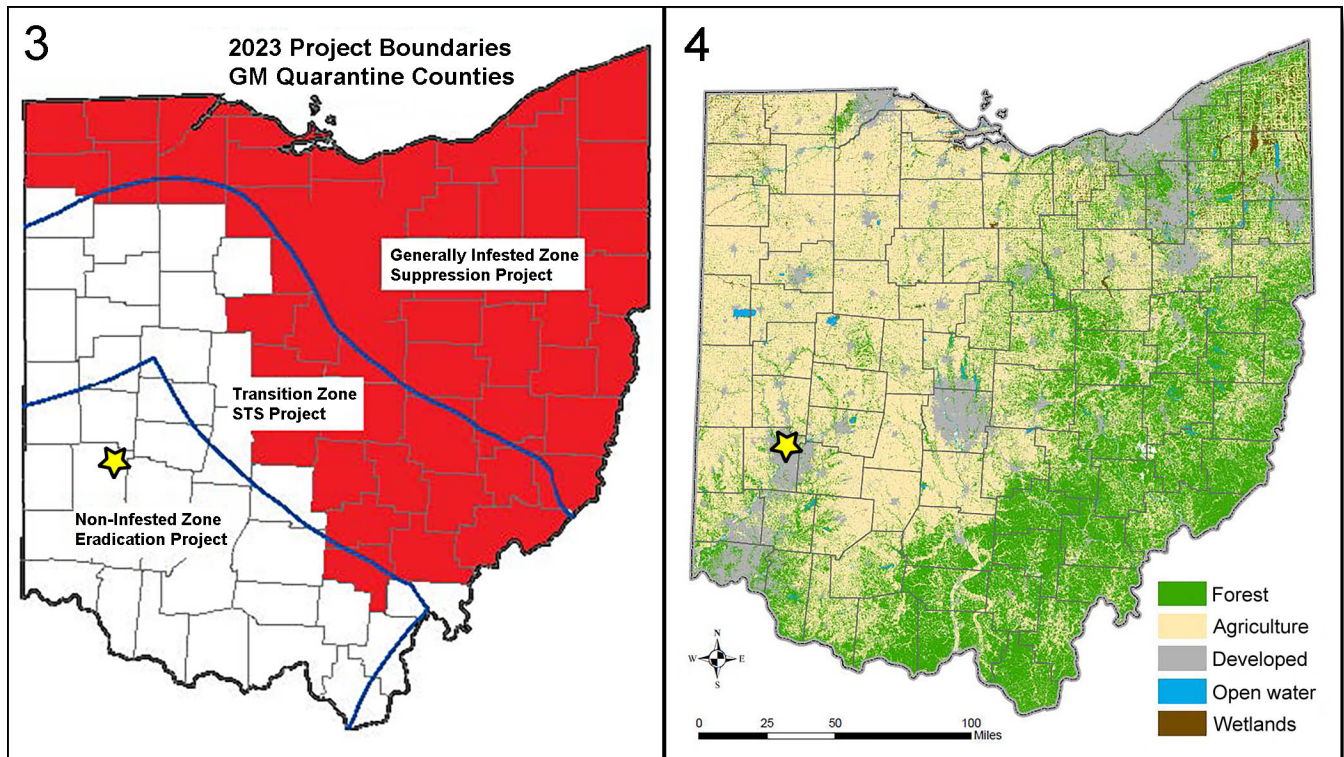 3
2023 Project Boundaries
GM Quarantine Counties
Generally Infested Zone
Suppression Project
Transition Zone
STS Project
Non-Infested Zone
Eradication Project
4
Forest
Agriculture
Developed
Open water
Wetlands
N
W E
S
0 25 50 100
Miles